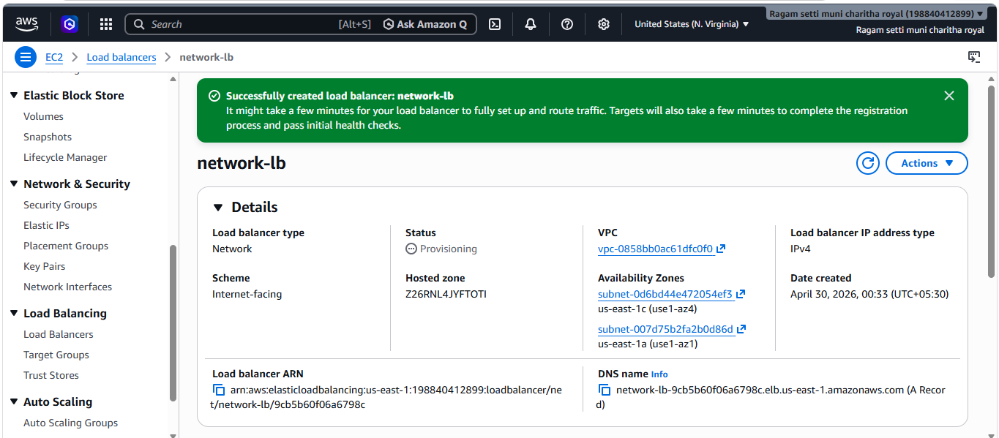 aws
Search
[Alt+S]
Ask Amazon Q
United States (N. Virginia) ▼
Ragam setti muni charitha royal (198840412899) ▼
Ragam setti muni charitha royal
EC2 > Load balancers > network-lb
Elastic Block Store
Volumes
Snapshots
Lifecycle Manager
Network & Security
Security Groups
Elastic IPs
Placement Groups
Key Pairs
Network Interfaces
Load Balancing
Load Balancers
Target Groups
Trust Stores
Auto Scaling
Auto Scaling Groups
Successfully created load balancer: network-lb
It might take a few minutes for your load balancer to fully set up and route traffic. Targets will also take a few minutes to complete the registration
process and pass initial health checks.
network-lb
Actions ▼
Details
Load balancer type
Network
Scheme
Internet-facing
Status
Provisioning
Hosted zone
Z26RNL4JYFTOTI
VPC
vpc-0858bb0ac61dfc0f0
Availability Zones
subnet-0d6bd44e472054ef3
us-east-1c (use1-az4)
subnet-007d75b2fa2b0d86d
us-east-1a (use1-az1)
Load balancer IP address type
IPv4
Date created
April 30, 2026, 00:33 (UTC+05:30)
Load balancer ARN
arn:aws:elasticloadbalancing:us-east-1:198840412899:loadbalancer/ne
t/network-lb/9cb5b60f06a6798c
DNS name Info
network-lb-9cb5b60f06a6798c.elb.us-east-1.amazonaws.com (A Recor
d)